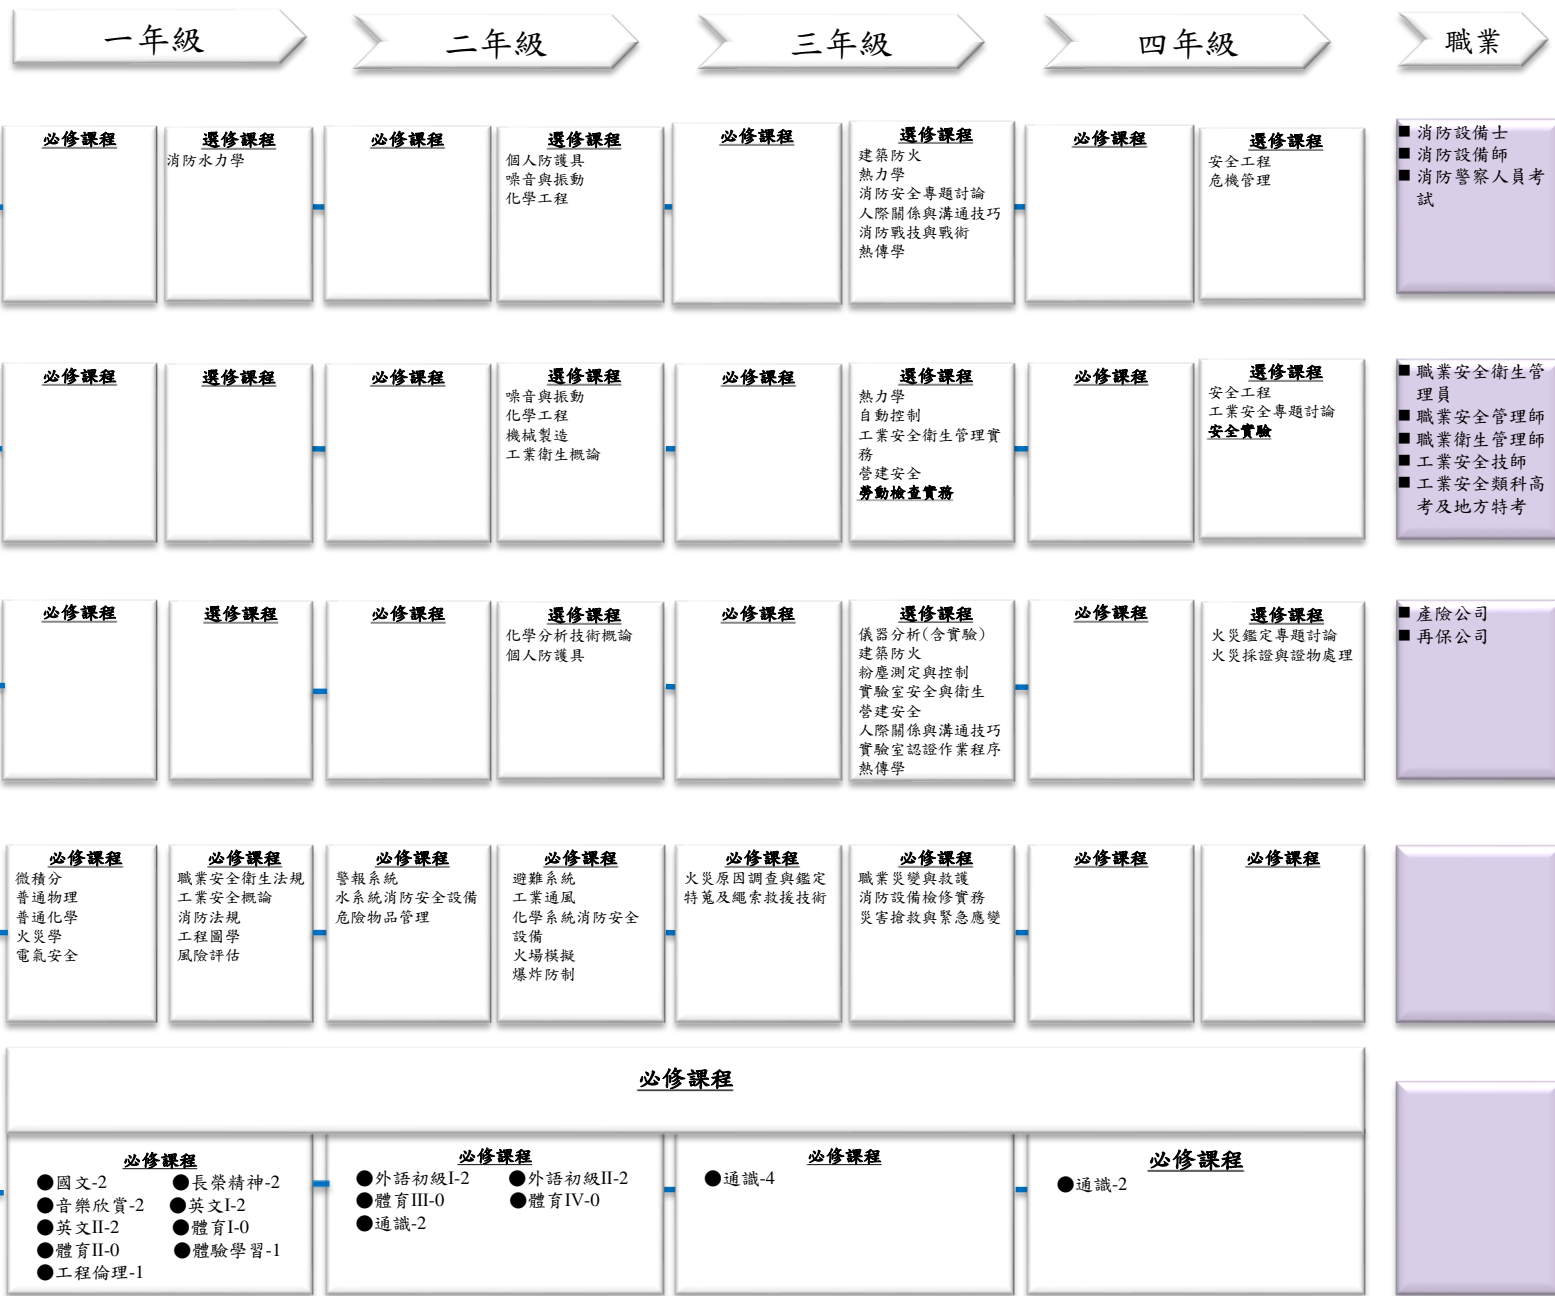 一年級
二年級
三年級
四年級
職業
必修課程
選修課程
消防水力學
必修課程
選修課程
個人防護具
噪音與振動
化學工程
必修課程
選修課程
建築防火
熱力學
消防安全專題討論
人際關係與溝通技巧
消防戰技與戰術
熱傳學
必修課程
選修課程
安全工程
危機管理
■ 消防設備士
■ 消防設備師
■ 消防警察人員考
試
必修課程
選修課程
必修課程
選修課程
噪音與振動
化學工程
機械製造
工業衛生概論
必修課程
選修課程
熱力學
自動控制
工業安全衛生管理實
務
營建安全
勞動檢查實務
必修課程
選修課程
安全工程
工業安全專題討論
安全實驗
■ 職業安全衛生管
理員
■ 職業安全管理師
■ 職業衛生管理師
■ 工業安全技師
■ 工業安全類科高
考及地方特考
必修課程
選修課程
必修課程
選修課程
化學分析技術概論
個人防護具
必修課程
選修課程
儀器分析(含實驗)
建築防火
粉塵測定與控制
實驗室安全與衛生
營建安全
人際關係與溝通技巧
實驗室認證作業程序
熱傳學
必修課程
選修課程
火災鑑定專題討論
火災採證與證物處理
■ 產險公司
■ 再保公司
必修課程
微積分
普通物理
普通化學
火災學
電氣安全
必修課程
職業安全衛生法規
工業安全概論
消防法規
工程圖學
風險評估
必修課程
警報系統
水系統消防安全設備
危險物品管理
必修課程
避難系統
工業通風
化學系統消防安全
設備
火場模擬
爆炸防制
必修課程
火災原因調查與鑑定
特蒐及繩索救援技術
必修課程
職業災變與救護
消防設備檢修實務
災害搶救與緊急應變
必修課程
必修課程
必修課程
必修課程
●國文-2 ●長榮精神-2
●音樂欣賞-2 ●英文I-2
●英文II-2 ●體育I-0
●體育II-0 ●體驗學習-1
●工程倫理-1
必修課程
●外語初級I-2 ●外語初級II-2
●體育III-0 ●體育IV-0
●通識-2
必修課程
●通識-4
必修課程
●通識-2